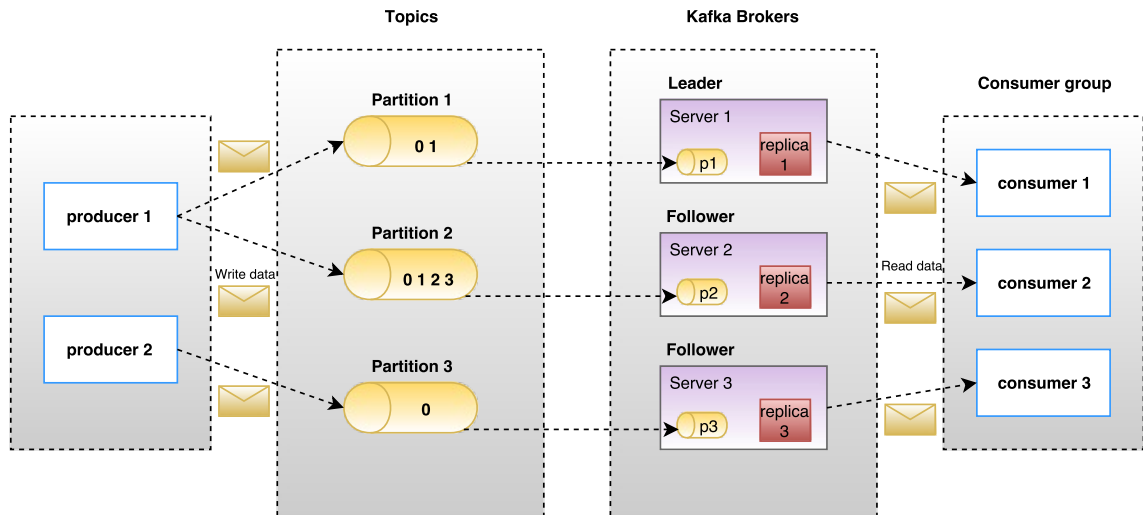 Topics
Kafka Brokers
Consumer group
producer 1
producer 2
Write data
Partition 1
0 1
Partition 2
0 1 2 3
Partition 3
0
Leader
Server 1
p1
replica
1
Follower
Server 2
p2
replica
2
Follower
Server 3
p3
replica
3
Read data
consumer 1
consumer 2
consumer 3